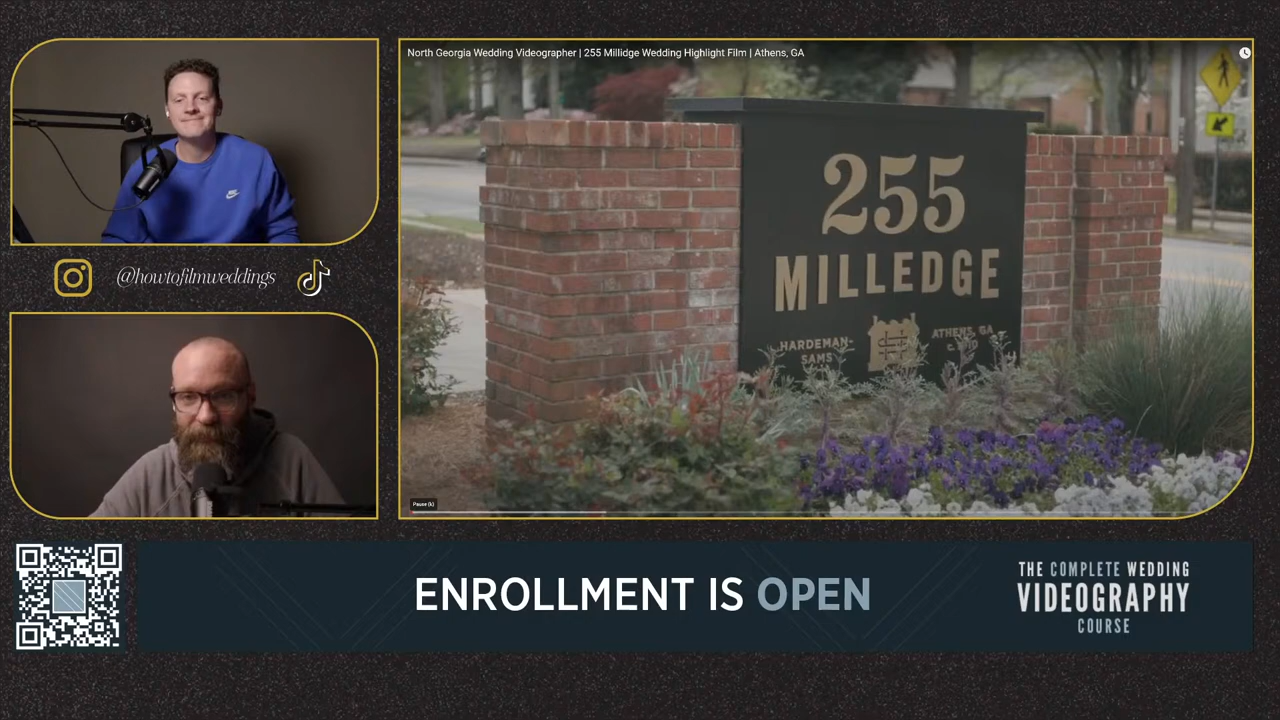 North Georgia Wedding Videographer | 255 Millidge Wedding Highlight Film | Athens, GA
255
MILLEDGE
HARDEMAN-
SAMS
ATHENS, GA
@howtofilmweddings
Pause (k)
ENROLLMENT IS OPEN
THE COMPLETE WEDDING
VIDEOGRAPHY
COURSE